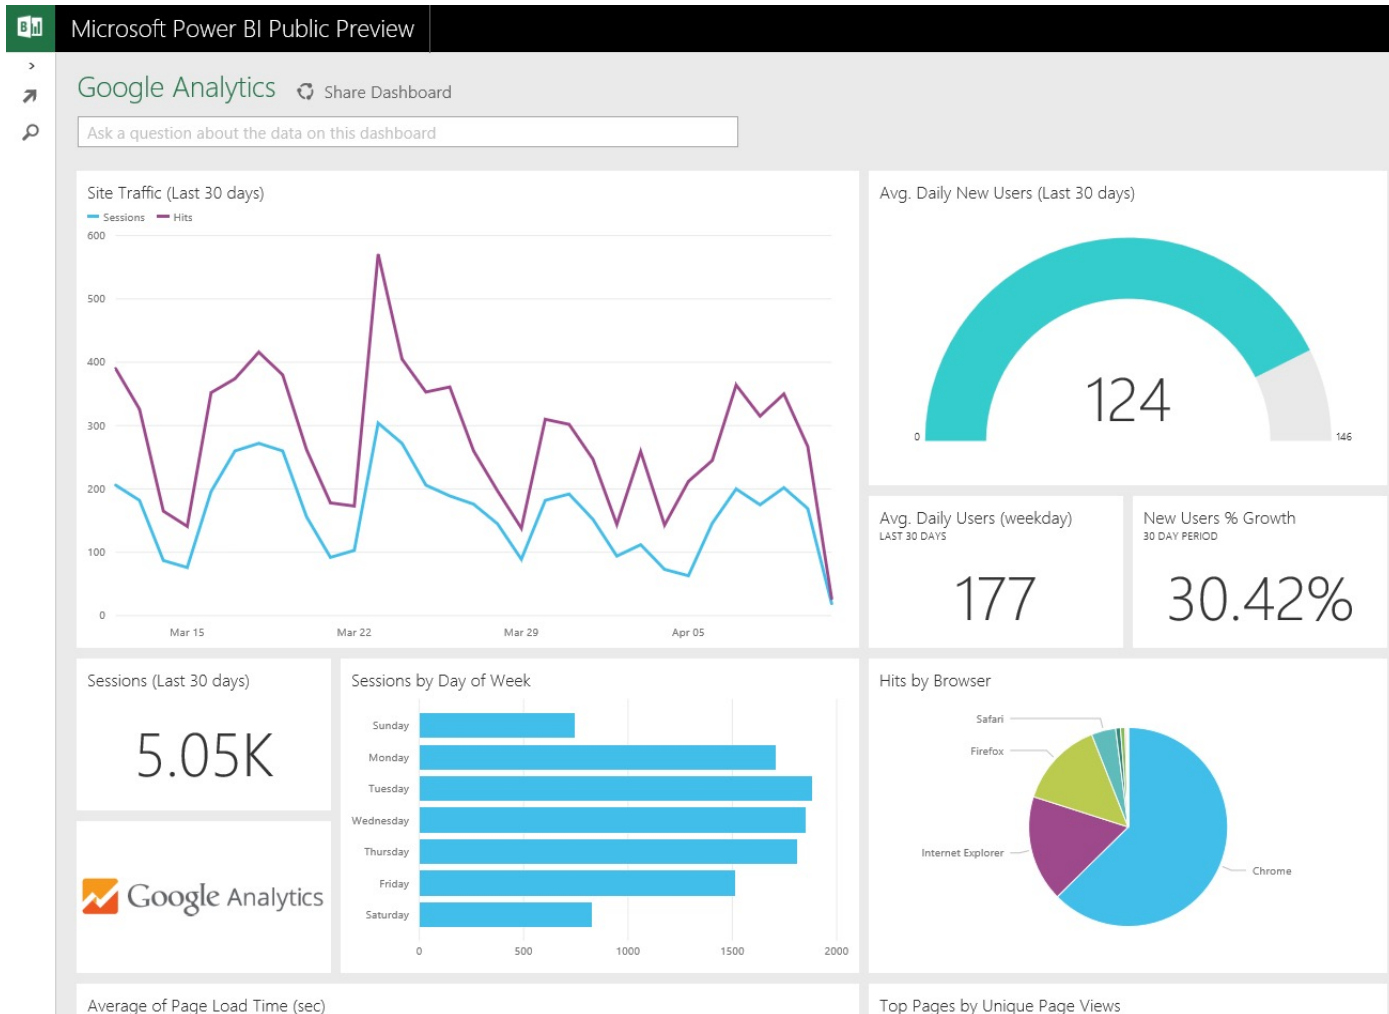 Microsoft Power BI Public Preview
Google Analytics
Share Dashboard
Ask a question about the data on this dashboard
Site Traffic (Last 30 days)
Sessions Hits
600
500
400
300
200
100
0
Mar 15 Mar 22 Mar 29 Apr 05
Avg. Daily New Users (Last 30 days)
124
0 146
Avg. Daily Users (weekday)
LAST 30 DAYS
177
New Users % Growth
30 DAY PERIOD
30.42%
Sessions (Last 30 days)
5.05K
Google Analytics
Sessions by Day of Week
Sunday
Monday
Tuesday
Wednesday
Thursday
Friday
Saturday
0 500 1000 1500 2000
Hits by Browser
Safari
Firefox
Internet Explorer
Chrome
Average of Page Load Time (sec)
Top Pages by Unique Page Views